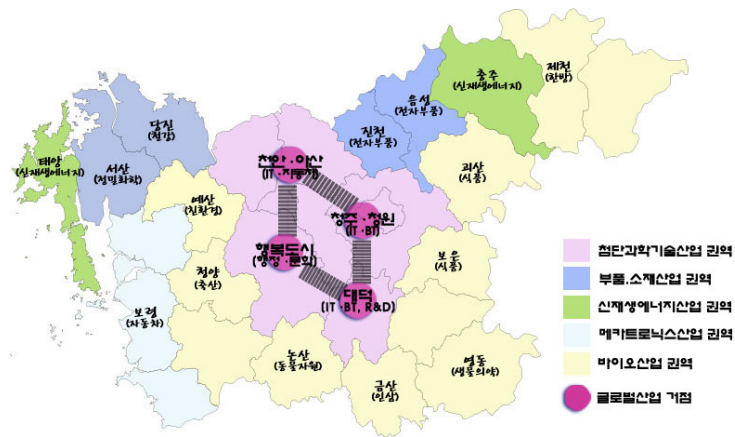 제천
(한방)
충주
(신재생에너지)
음성
(전자부품)
진천
(전자부품)
당진
(철강)
태안
(신재생에너지)
서산
(정밀화학)
천안·아산
(IT·자동차)
괴산
(식품)
예산
(친환경)
청주·청원
(IT·BT)
행복도시
(행정·문화)
보은
(식품)
청양
(축산)
대덕
(IT·BT, R&D)
보령
(자동차)
논산
(동물자원)
영동
(생물의약)
금산
(인삼)
첨단과학기술산업 권역
부품.소재산업 권역
신재생에너지산업 권역
메카트로닉스산업 권역
바이오산업 권역
글로벌산업 거점